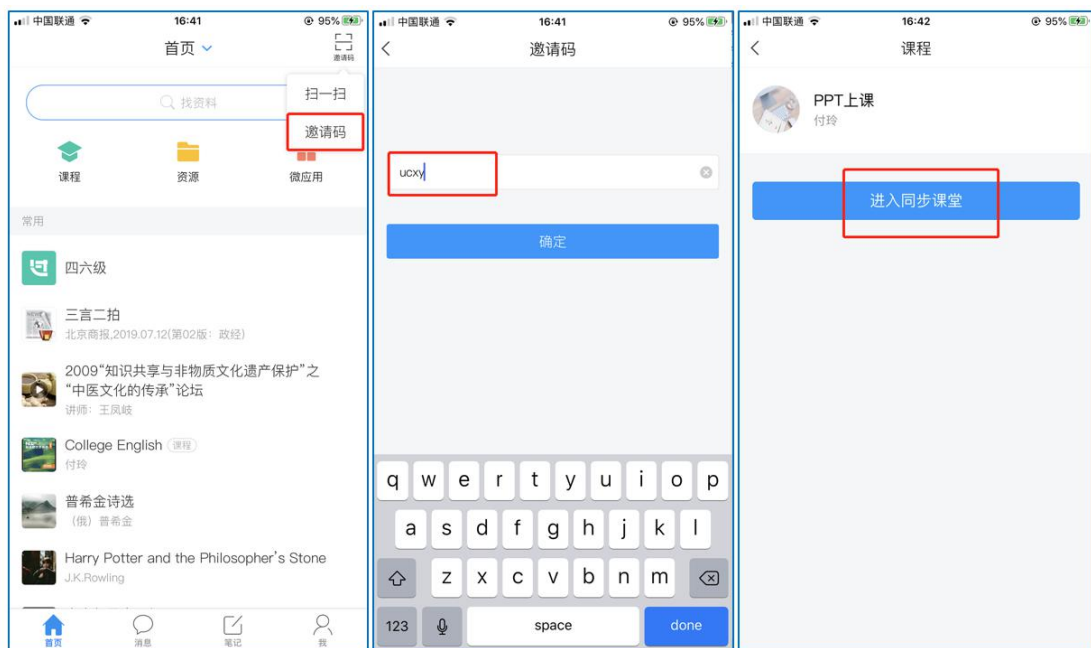 中国联通
16:41
95%
首页
邀请码
找资料
扫一扫
邀请码
课程
资源
微应用
常用
四六级
三言二拍
北京商报,2019.07.12(第02版：政经)
2009“知识共享与非物质文化遗产保护”之
“中医文化的传承”论坛
讲师：王凤岐
College English 课程
付玲
普希金诗选
（俄）普希金
Harry Potter and the Philosopher's Stone
J.K.Rowling
首页
消息
笔记
我
中国联通
16:41
95%
邀请码
ucxy
确定
q w e r t y u i o p
a s d f g h j k l
z x c v b n m
123 space done
中国联通
16:42
95%
课程
PPT上课
付玲
进入同步课堂